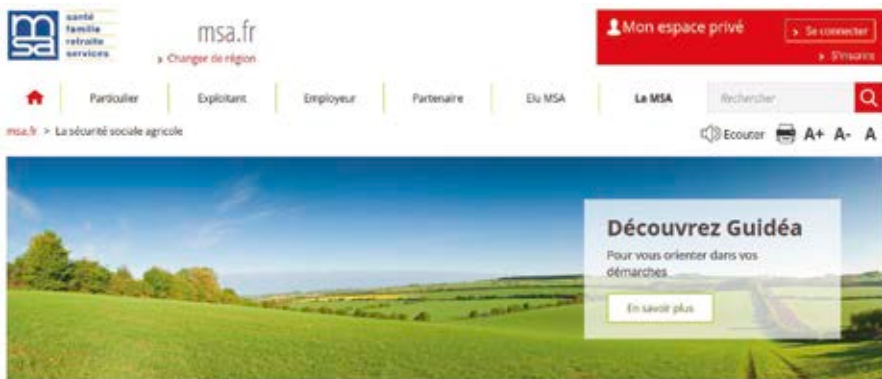 msa
santé
famille
retraite
services
msa.fr
> Changer de région
Mon espace privé
> Se connecter
> S'inscrire
Particulier
Exploitant
Employeur
Partenaire
Elu MSA
La MSA
Rechercher
msa.fr > La sécurité sociale agricole
Ecouter A+ A- A
Découvrez Guidéa
Pour vous orienter dans vos
démarches
En savoir plus